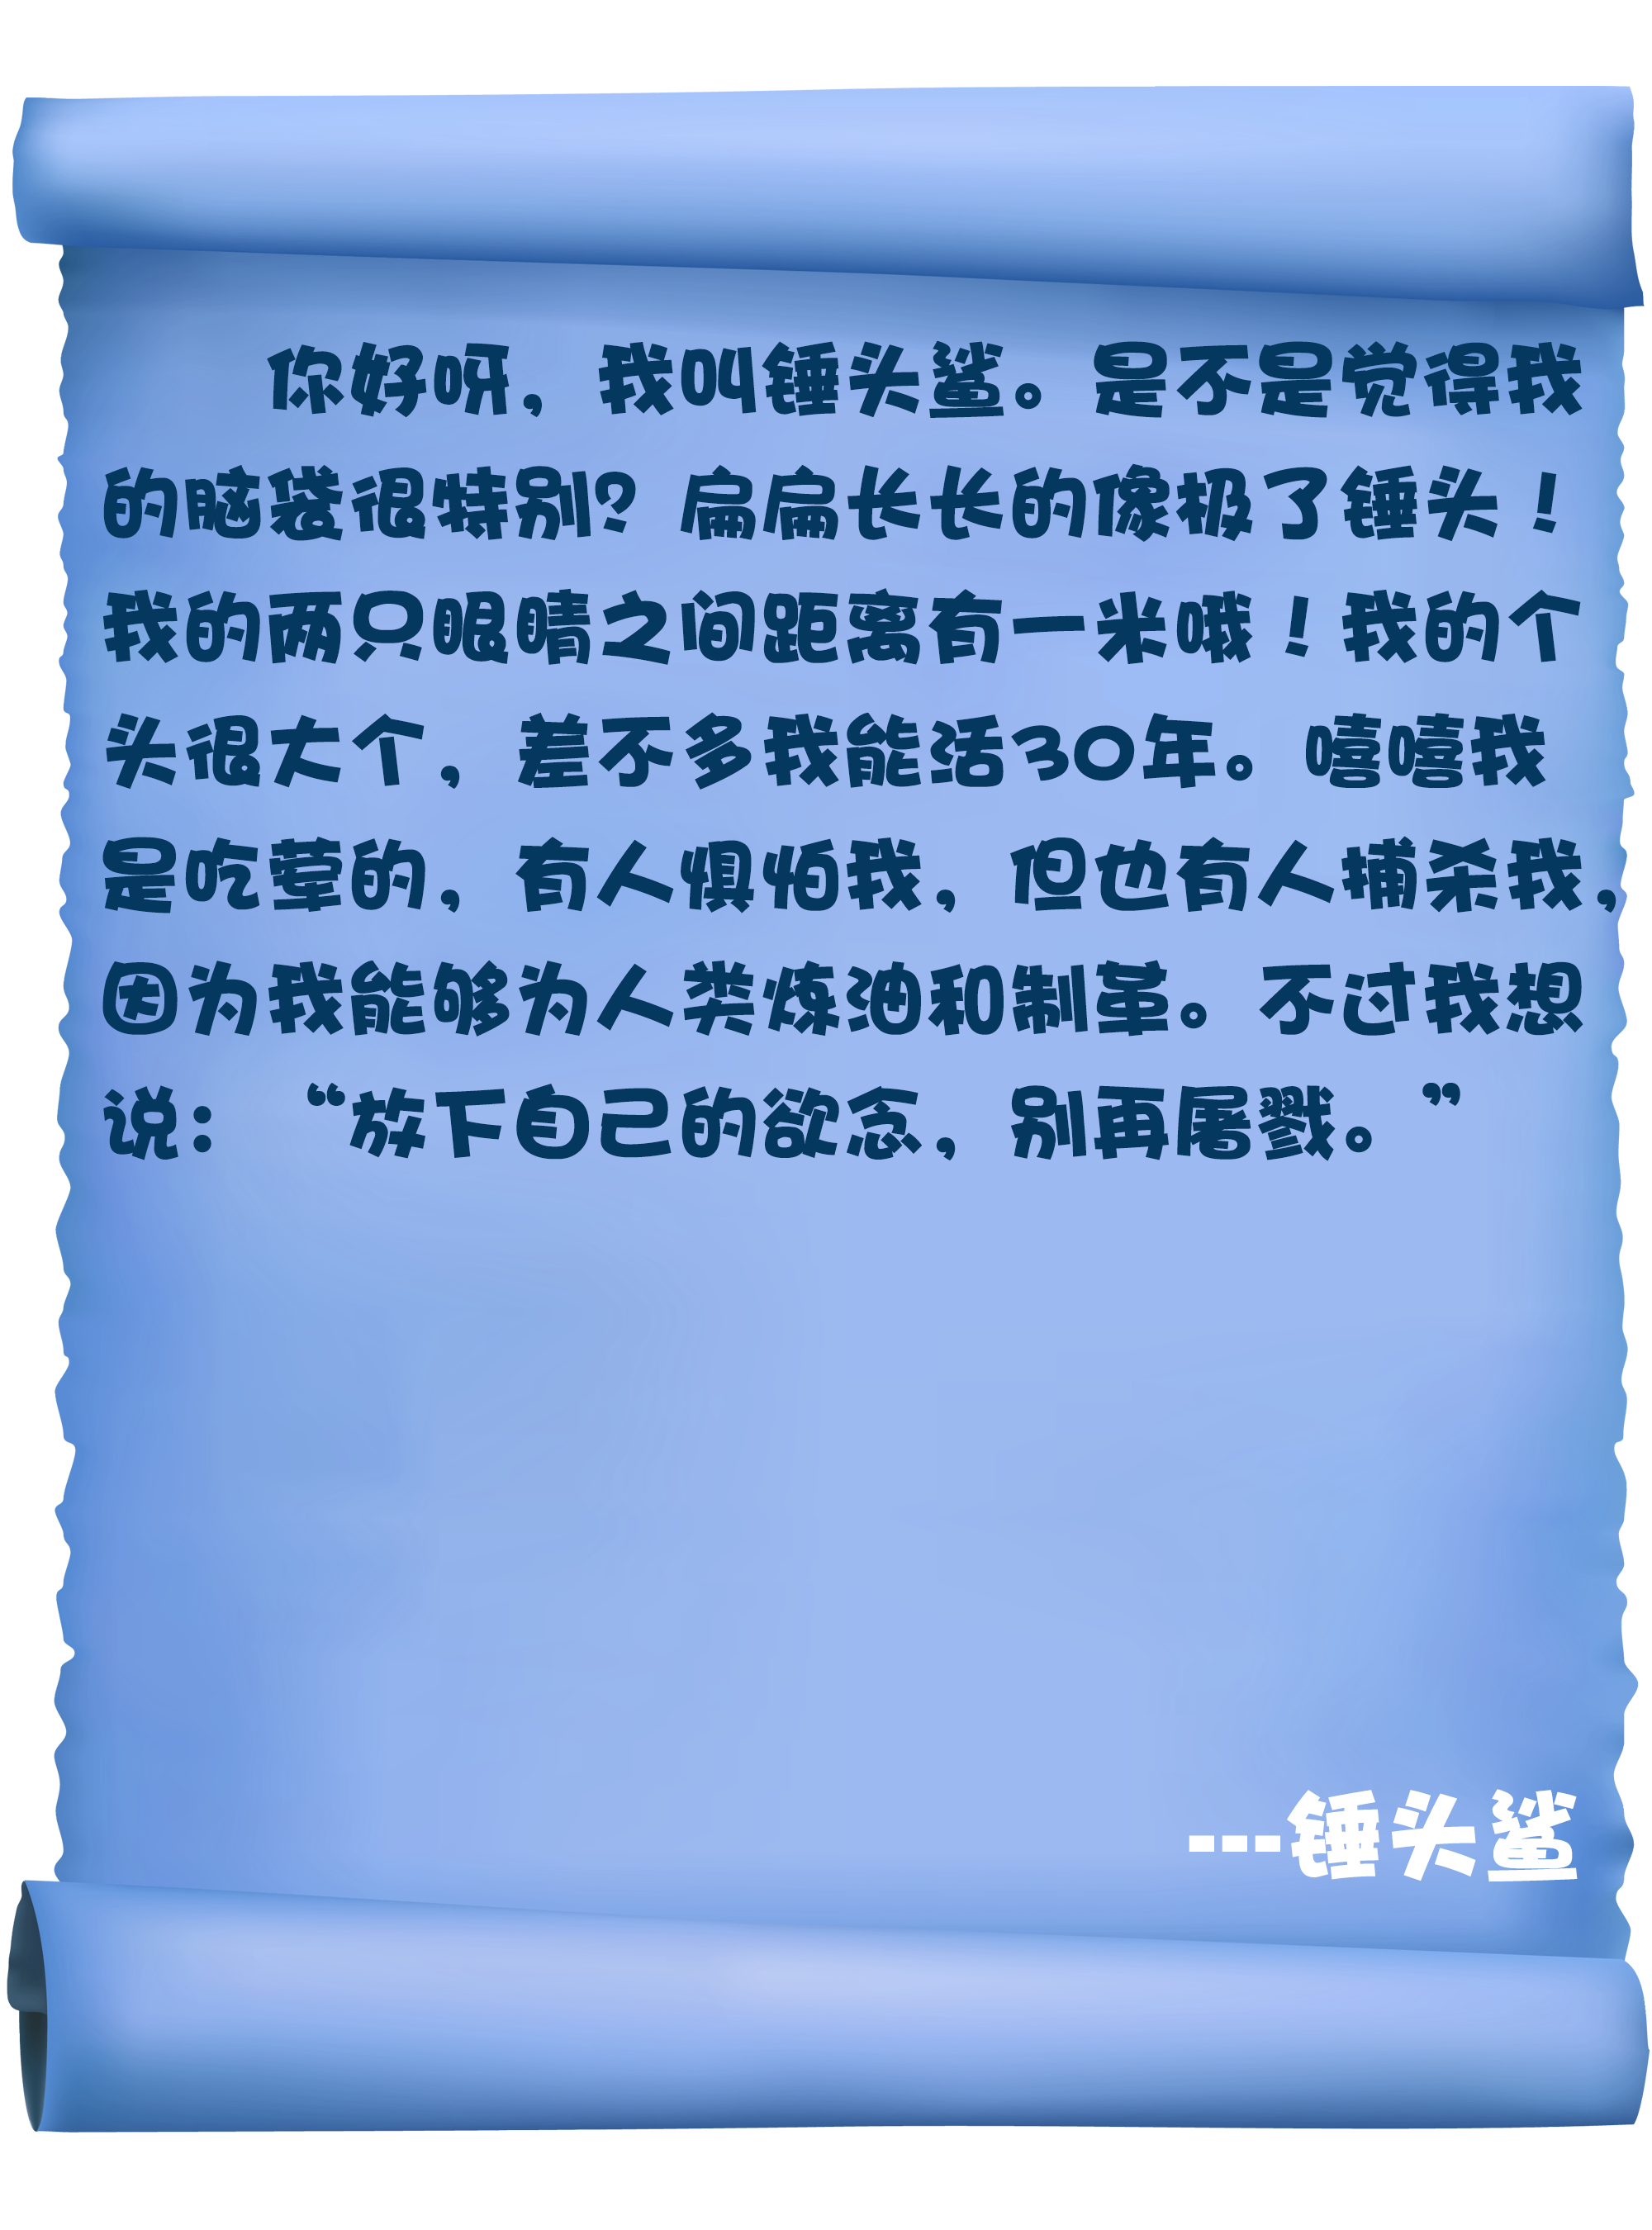 你好呀，我叫锤头鲨。是不是觉得我
的脑袋很特别？扁扁长长的像极了锤头！
我的两只眼睛之间距离有一米哦！我的个
头很大个，差不多我能活30年。嘻嘻我
是吃荤的，有人惧怕我，但也有人捕杀我，
因为我能够为人类炼油和制革。不过我想
说：“放下自己的欲念，别再屠戮。”
---锤头鲨